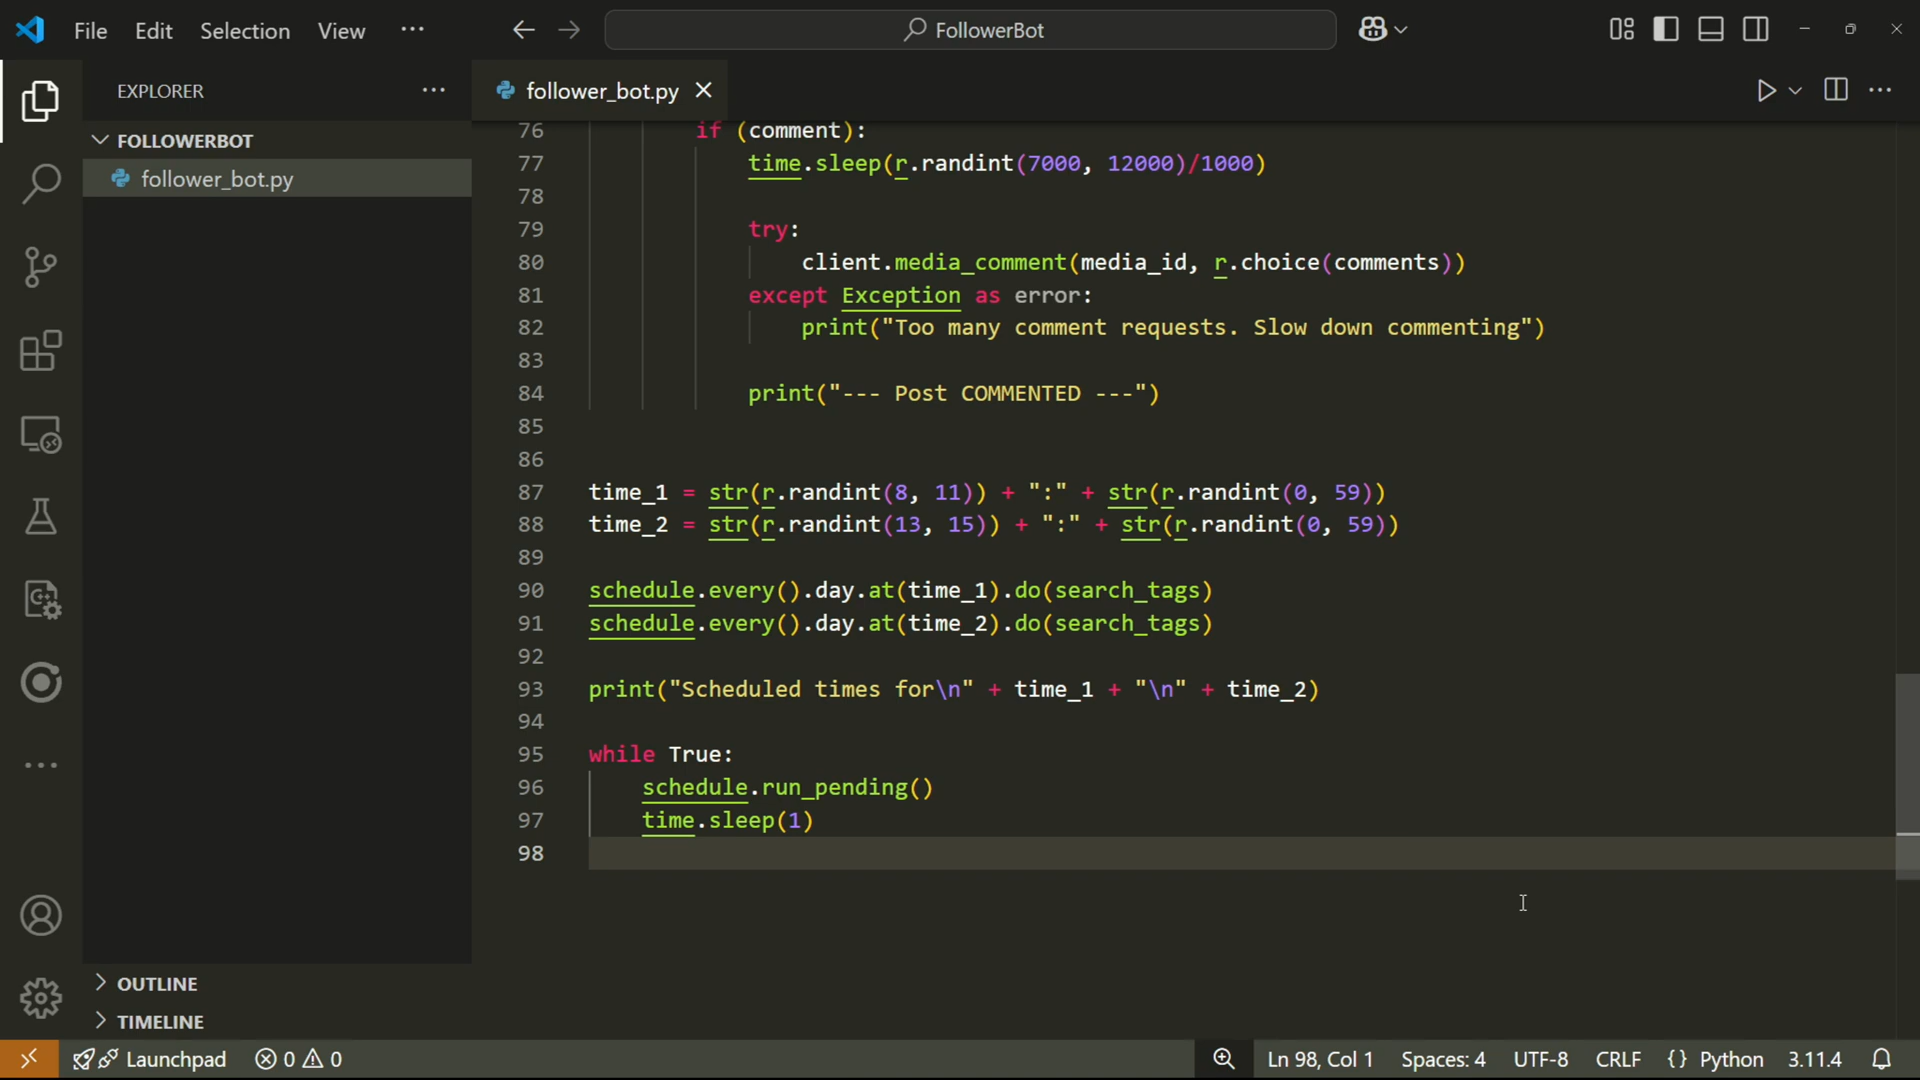 File Edit Selection View ··· FollowerBot
EXPLORER ···
FOLLOWERBOT
follower_bot.py
OUTLINE
TIMELINE
follower_bot.py
76 if (comment):
77 time.sleep(r.randint(7000, 12000)/1000)
78
79 try:
80 client.media_comment(media_id, r.choice(comments))
81 except Exception as error:
82 print("Too many comment requests. Slow down commenting")
83
84 print("--- Post COMMENTED ---")
85
86
87 time_1 = str(r.randint(8, 11)) + ":" + str(r.randint(0, 59))
88 time_2 = str(r.randint(13, 15)) + ":" + str(r.randint(0, 59))
89
90 schedule.every().day.at(time_1).do(search_tags)
91 schedule.every().day.at(time_2).do(search_tags)
92
93 print("Scheduled times for\n" + time_1 + "\n" + time_2)
94
95 while True:
96 schedule.run_pending()
97 time.sleep(1)
98
Launchpad 0 0 Ln 98, Col 1 Spaces: 4 UTF-8 CRLF {} Python 3.11.4